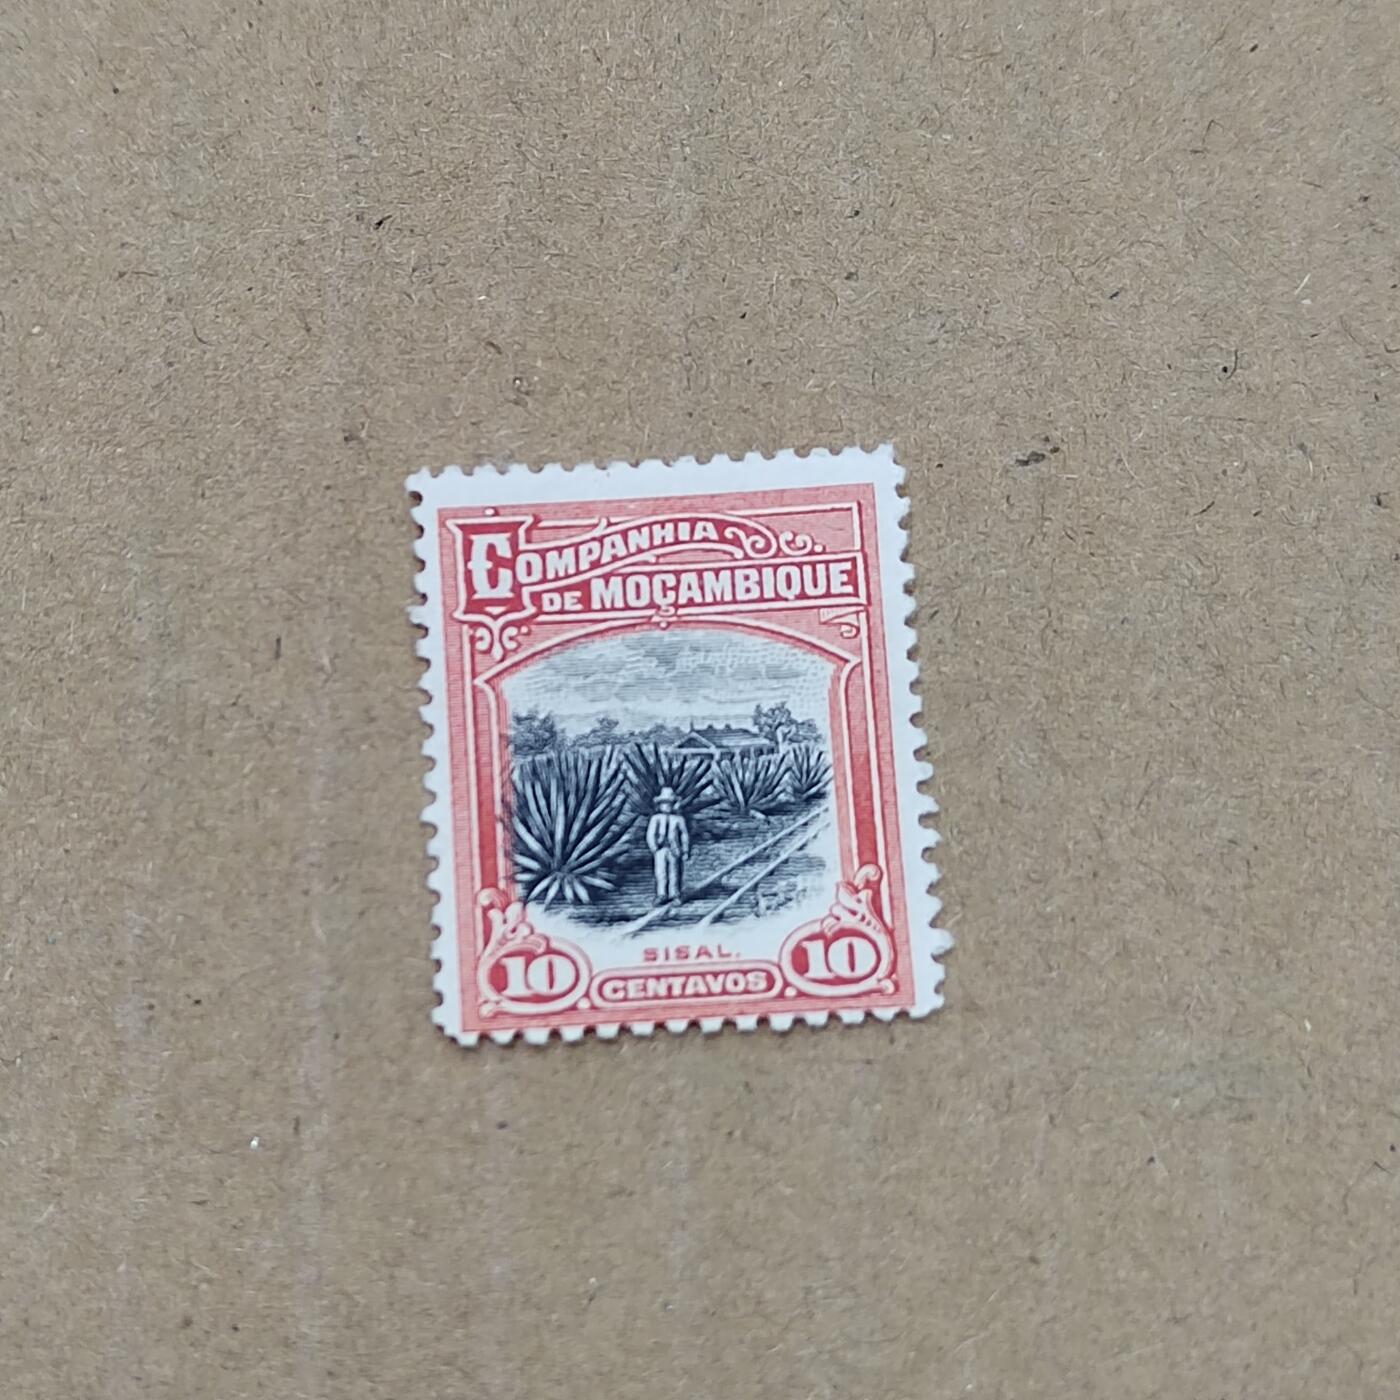 COMPANHIA
DE MOÇAMBIQUE
SISAL.
10 CENTAVOS 10